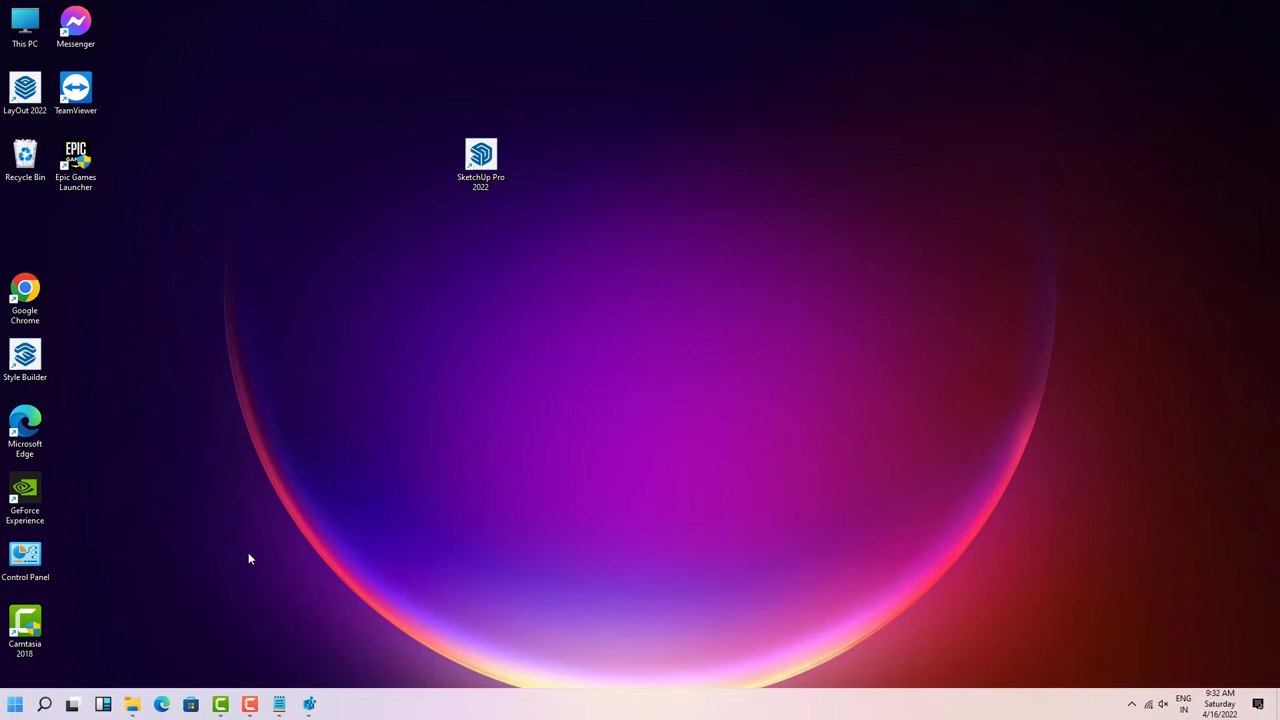 This PC
Messenger
LayOut 2022
TeamViewer
Recycle Bin
EPIC
GAMES
Epic Games
Launcher
SketchUp Pro
2022
Google
Chrome
Style Builder
Microsoft
Edge
GeForce
Experience
Control Panel
Camtasia
2018
ENG
IN
9:32 AM
Saturday
4/16/2022